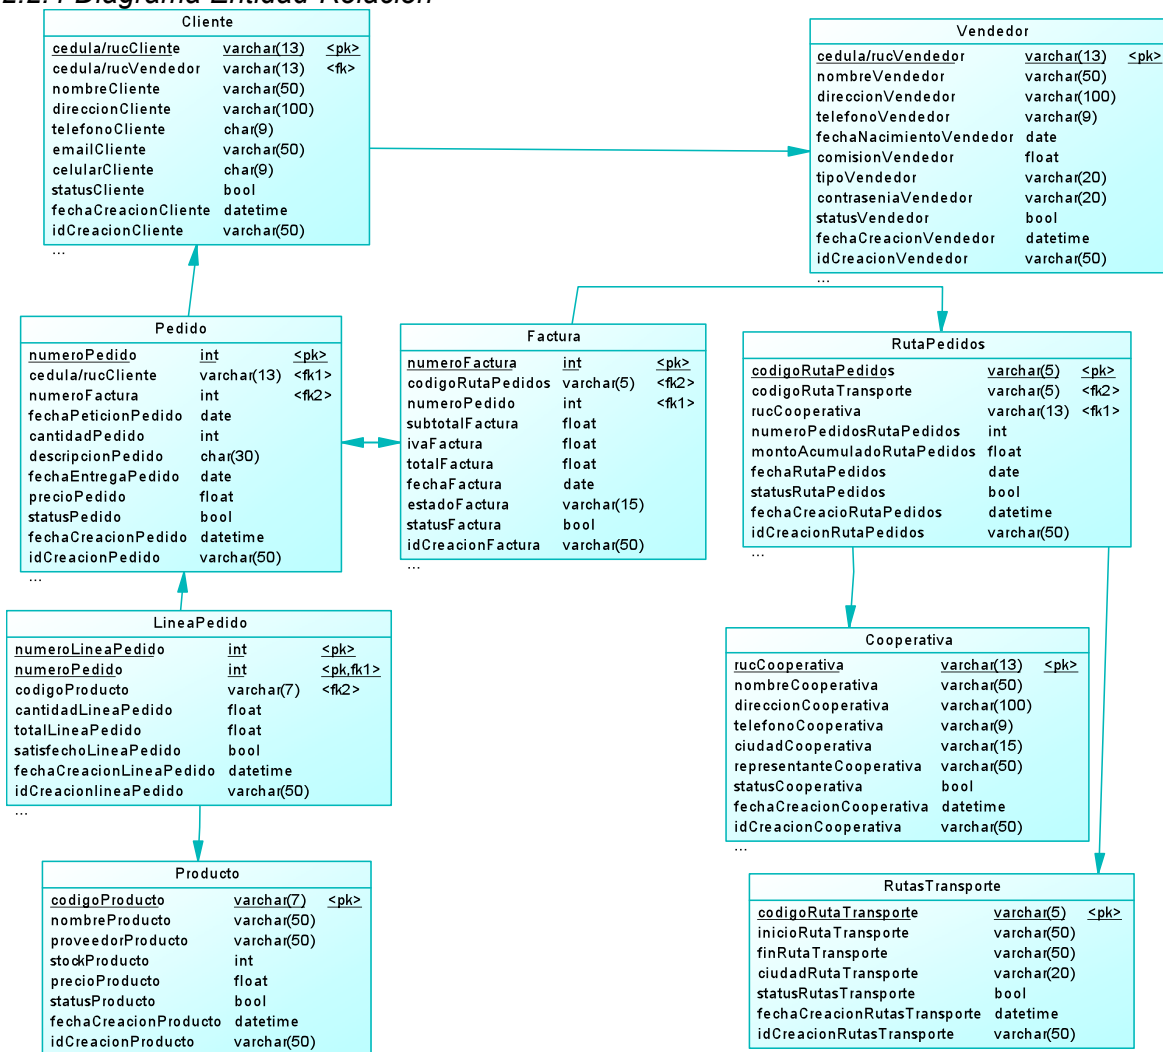 Cliente
cedula/rucCliente varchar(13) <pk>
cedula/rucVendedor varchar(13) <fk>
nombreCliente varchar(50)
direccionCliente varchar(100)
telefonoCliente char(9)
emailCliente varchar(50)
celularCliente char(9)
statusCliente bool
fechaCreacionCliente datetime
idCreacionCliente varchar(50)
...
Vendedor
cedula/rucVendedor varchar(13) <pk>
nombreVendedor varchar(50)
direccionVendedor varchar(100)
telefonoVendedor varchar(9)
fechaNacimientoVendedor date
comisionVendedor float
tipoVendedor varchar(20)
contraseniaVendedor varchar(20)
statusVendedor bool
fechaCreacionVendedor datetime
idCreacionVendedor varchar(50)
...
Pedido
numeroPedido int <pk>
cedula/rucCliente varchar(13) <fk1>
numeroFactura int <fk2>
fechaPeticionPedido date
cantidadPedido int
descripcionPedido char(30)
fechaEntregaPedido date
precioPedido float
statusPedido bool
fechaCreacionPedido datetime
idCreacionPedido varchar(50)
...
Factura
numeroFactura int <pk>
codigoRutaPedidos varchar(5) <fk2>
numeroPedido int <fk1>
subtotalFactura float
ivaFactura float
totalFactura float
fechaFactura date
estadoFactura varchar(15)
statusFactura bool
idCreacionFactura varchar(50)
...
RutaPedidos
codigoRutaPedidos varchar(5) <pk>
codigoRutaTransporte varchar(5) <fk2>
rucCooperativa varchar(13) <fk1>
numeroPedidosRutaPedidos int
montoAcumuladoRutaPedidos float
fechaRutaPedidos date
statusRutaPedidos bool
fechaCreacioRutaPedidos datetime
idCreacionRutaPedidos varchar(50)
...
LineaPedido
numeroLineaPedido int <pk>
numeroPedido int <pk,fk1>
codigoProducto varchar(7) <fk2>
cantidadLineaPedido float
totalLineaPedido float
satisfechoLineaPedido bool
fechaCreacionLineaPedido datetime
idCreacionlineaPedido varchar(50)
...
Cooperativa
rucCooperativa varchar(13) <pk>
nombreCooperativa varchar(50)
direccionCooperativa varchar(100)
telefonoCooperativa varchar(9)
ciudadCooperativa varchar(15)
representanteCooperativa varchar(50)
statusCooperativa bool
fechaCreacionCooperativa datetime
idCreacionCooperativa varchar(50)
...
Producto
codigoProducto varchar(7) <pk>
nombreProducto varchar(50)
proveedorProducto varchar(50)
stockProducto int
precioProducto float
statusProducto bool
fechaCreacionProducto datetime
idCreacionProducto varchar(50)
RutasTransporte
codigoRutaTransporte varchar(5) <pk>
inicioRutaTransporte varchar(50)
finRutaTransporte varchar(50)
ciudadRutaTransporte varchar(20)
statusRutasTransporte bool
fechaCreacionRutasTransporte datetime
idCreacionRutasTransporte varchar(50)